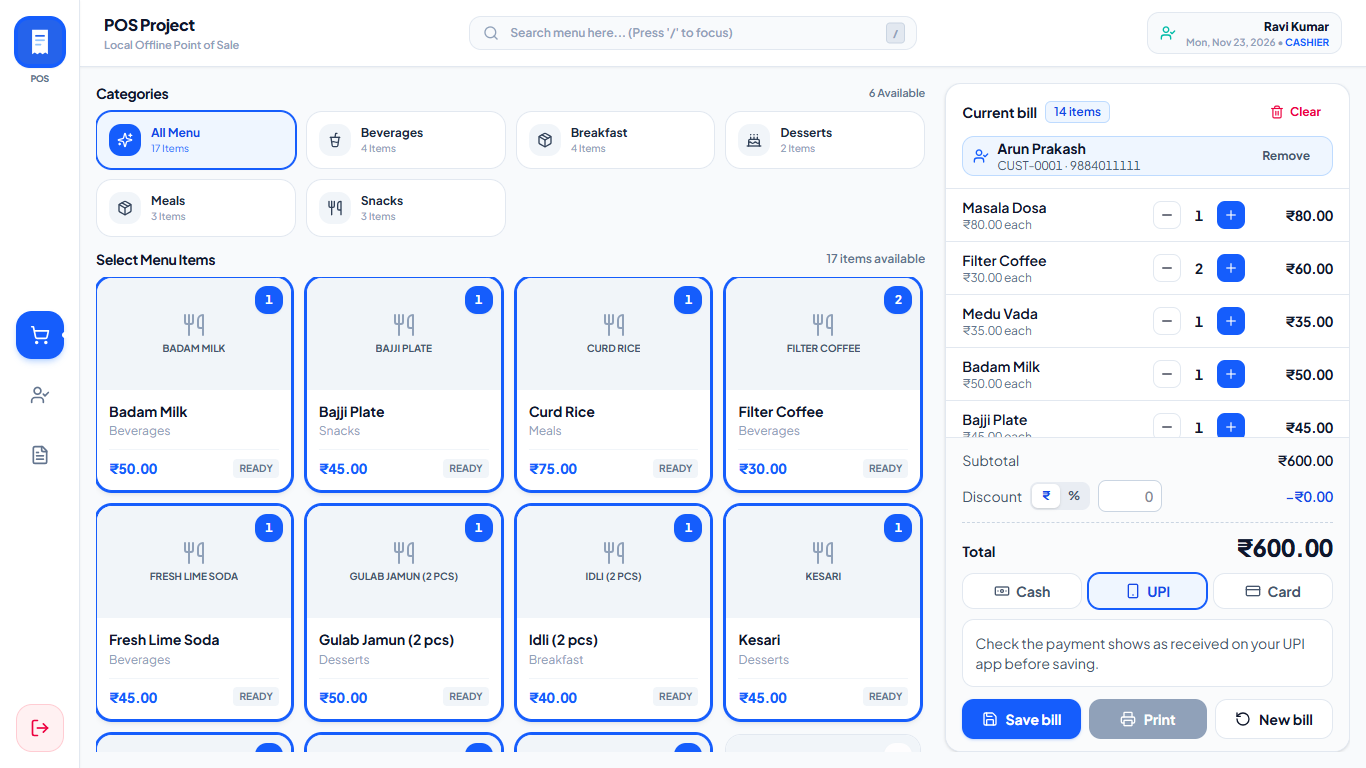 POS
POS Project
Local Offline Point of Sale
Search menu here... (Press '/' to focus)
/
Ravi Kumar
Mon, Nov 23, 2026 • CASHIER
Categories
6 Available
All Menu
17 Items
Beverages
4 Items
Breakfast
4 Items
Desserts
2 Items
Meals
3 Items
Snacks
3 Items
Select Menu Items
17 items available
1
BADAM MILK
Badam Milk
Beverages
₹50.00
READY
1
BAJJI PLATE
Bajji Plate
Snacks
₹45.00
READY
1
CURD RICE
Curd Rice
Meals
₹75.00
READY
2
FILTER COFFEE
Filter Coffee
Beverages
₹30.00
READY
1
FRESH LIME SODA
Fresh Lime Soda
Beverages
₹45.00
READY
1
GULAB JAMUN (2 PCS)
Gulab Jamun (2 pcs)
Desserts
₹50.00
READY
1
IDLI (2 PCS)
Idli (2 pcs)
Breakfast
₹40.00
READY
1
KESARI
Kesari
Desserts
₹45.00
READY
Current bill
14 items
Clear
Arun Prakash
CUST-0001 · 9884011111
Remove
Masala Dosa
₹80.00 each
1
₹80.00
Filter Coffee
₹30.00 each
2
₹60.00
Medu Vada
₹35.00 each
1
₹35.00
Badam Milk
₹50.00 each
1
₹50.00
Bajji Plate
₹45.00 each
1
₹45.00
Subtotal
₹600.00
Discount
₹
%
0
−₹0.00
Total
₹600.00
Cash
UPI
Card
Check the payment shows as received on your UPI
app before saving.
Save bill
Print
New bill